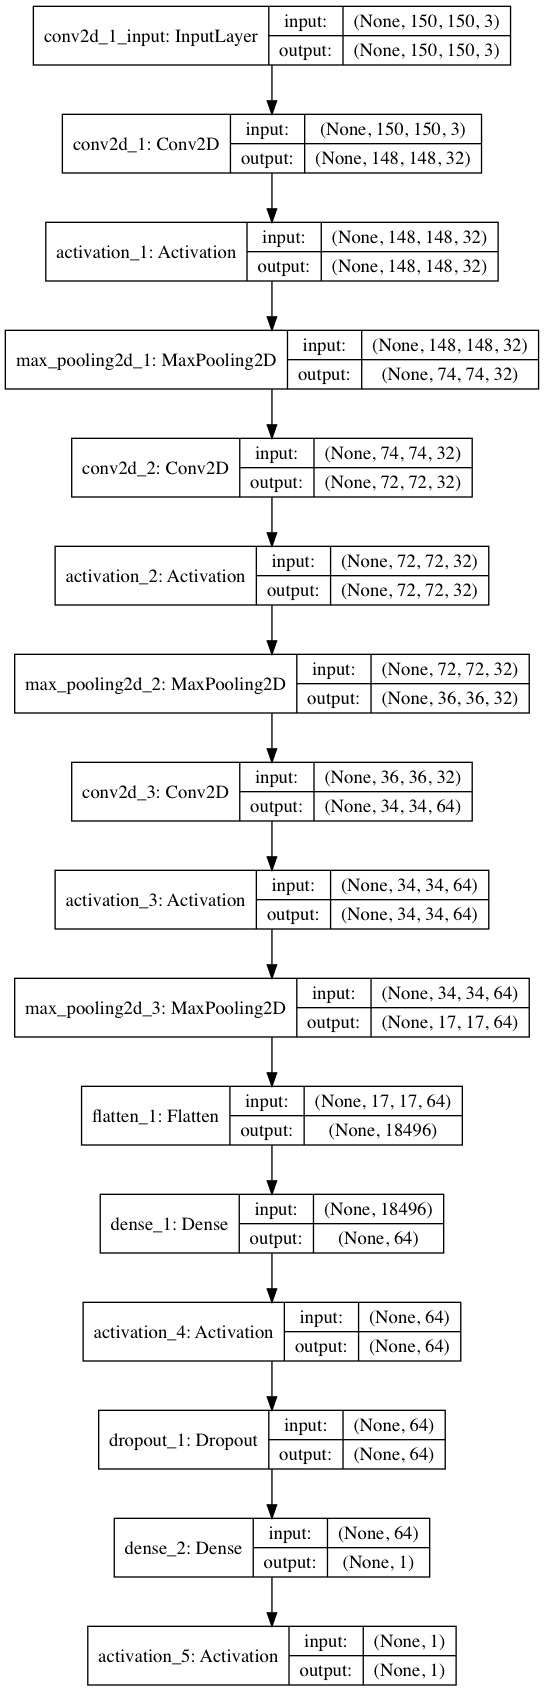 conv2d_1_input: InputLayer
input: (None, 150, 150, 3)
output: (None, 150, 150, 3)
conv2d_1: Conv2D
input: (None, 150, 150, 3)
output: (None, 148, 148, 32)
activation_1: Activation
input: (None, 148, 148, 32)
output: (None, 148, 148, 32)
max_pooling2d_1: MaxPooling2D
input: (None, 148, 148, 32)
output: (None, 74, 74, 32)
conv2d_2: Conv2D
input: (None, 74, 74, 32)
output: (None, 72, 72, 32)
activation_2: Activation
input: (None, 72, 72, 32)
output: (None, 72, 72, 32)
max_pooling2d_2: MaxPooling2D
input: (None, 72, 72, 32)
output: (None, 36, 36, 32)
conv2d_3: Conv2D
input: (None, 36, 36, 32)
output: (None, 34, 34, 64)
activation_3: Activation
input: (None, 34, 34, 64)
output: (None, 34, 34, 64)
max_pooling2d_3: MaxPooling2D
input: (None, 34, 34, 64)
output: (None, 17, 17, 64)
flatten_1: Flatten
input: (None, 17, 17, 64)
output: (None, 18496)
dense_1: Dense
input: (None, 18496)
output: (None, 64)
activation_4: Activation
input: (None, 64)
output: (None, 64)
dropout_1: Dropout
input: (None, 64)
output: (None, 64)
dense_2: Dense
input: (None, 64)
output: (None, 1)
activation_5: Activation
input: (None, 1)
output: (None, 1)